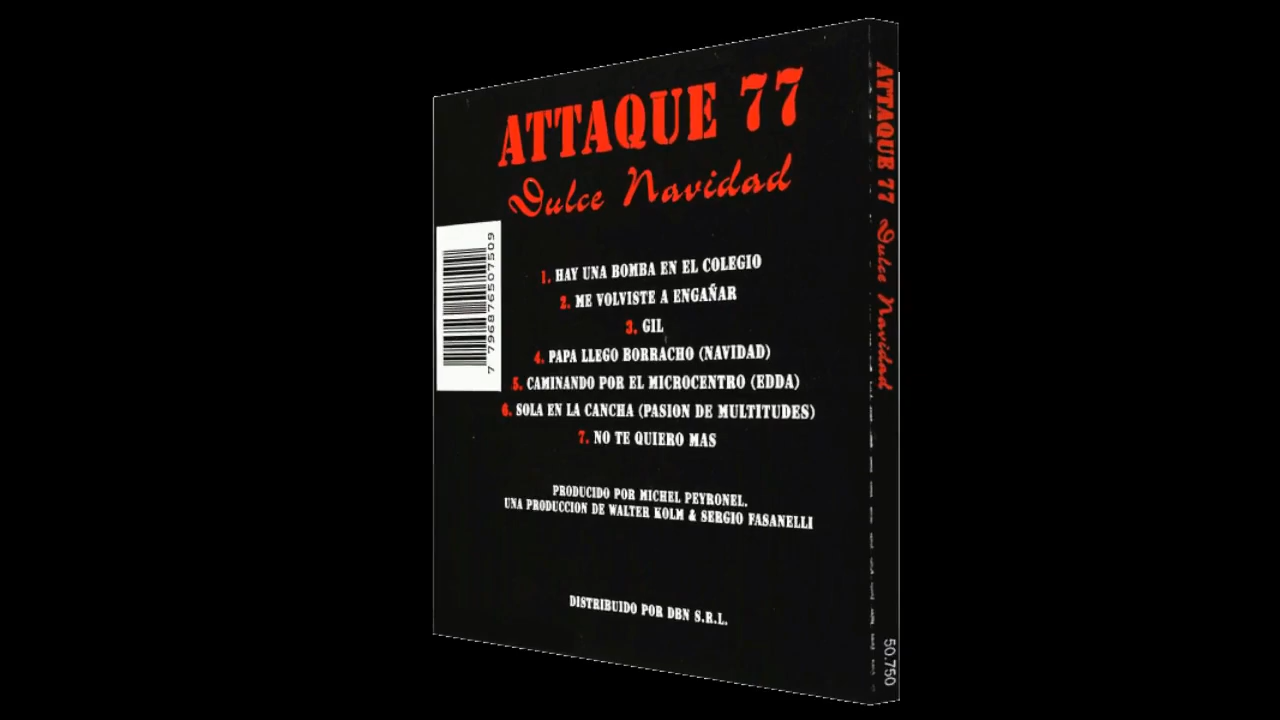 ATTAQUE 77
Dulce Navidad
1. HAY UNA BOMBA EN EL COLEGIO
2. ME VOLVISTE A ENGAÑAR
3. GIL
4. PAPA LLEGO BORRACHO (NAVIDAD)
5. CAMINANDO POR EL MICROCENTRO (EDDA)
6. SOLA EN LA CANCHA (PASION DE MULTITUDES)
7. NO TE QUIERO MAS
PRODUCIDO POR MICHEL PEYRONEL.
UNA PRODUCCION DE WALTER KOLM & SERGIO FASANELLI
DISTRIBUIDO POR DBN S.R.L.
7 796876507509
ATTAQUE 77 Dulce Navidad
50.750